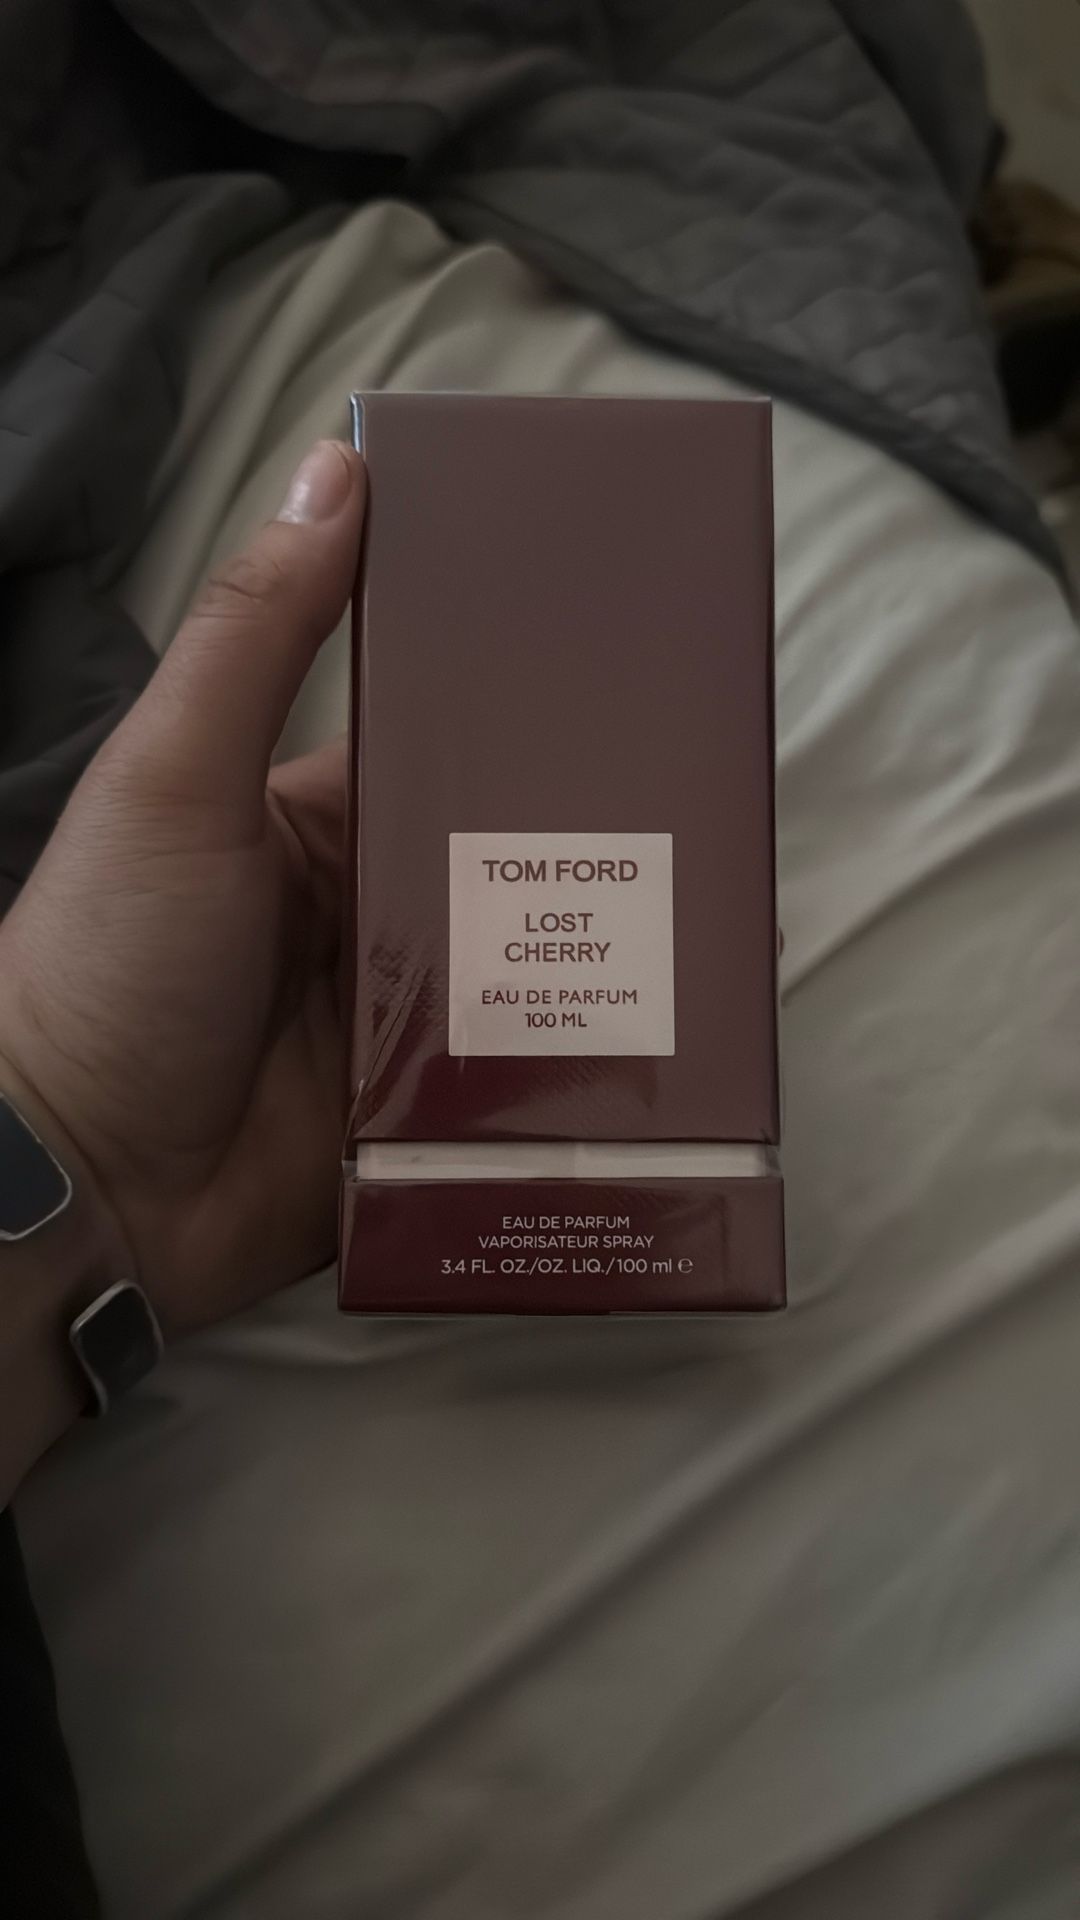 TOM FORD
LOST
CHERRY
EAU DE PARFUM
100 ML
EAU DE PARFUM
VAPORISATEUR SPRAY
3.4 FL. OZ./OZ. LIQ./100 ml ℮